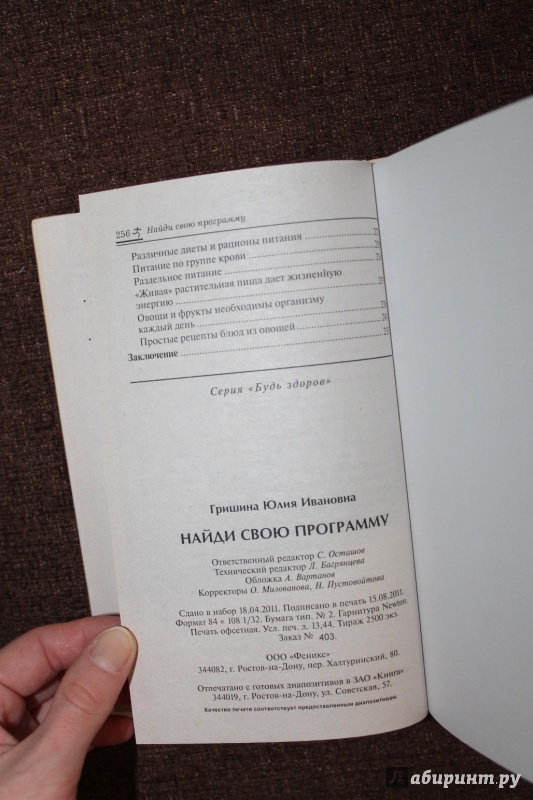 256 Найди свою программу
Различные диеты и рационы питания
Питание по группе крови
Раздельное питание
«Живая» растительная пища дает жизненную
энергию
Овощи и фрукты необходимы организму
каждый день
Простые рецепты блюд из овощей
Заключение
Серия «Будь здоров»
Гришина Юлия Ивановна
НАЙДИ СВОЮ ПРОГРАММУ
Ответственный редактор С. Осташов
Технический редактор Л. Багрянцева
Обложка А. Вартанов
Корректоры О. Милованова, Н. Пустовойтова
Сдано в набор 18.04.2011. Подписано в печать 15.08.2011.
Формат 84 × 108 1/32. Бумага тип. № 2. Гарнитура Newton.
Печать офсетная. Усл. печ. л. 13,44. Тираж 2500 экз.
Заказ № 403.
ООО «Феникс»
344082, г. Ростов-на-Дону, пер. Халтуринский, 80.
Отпечатано с готовых диапозитивов в ЗАО «Книга»
344019, г. Ростов-на-Дону, ул. Советская, 57.
Качество печати соответствует предоставленным диапозитивам.
Лабиринт.ру